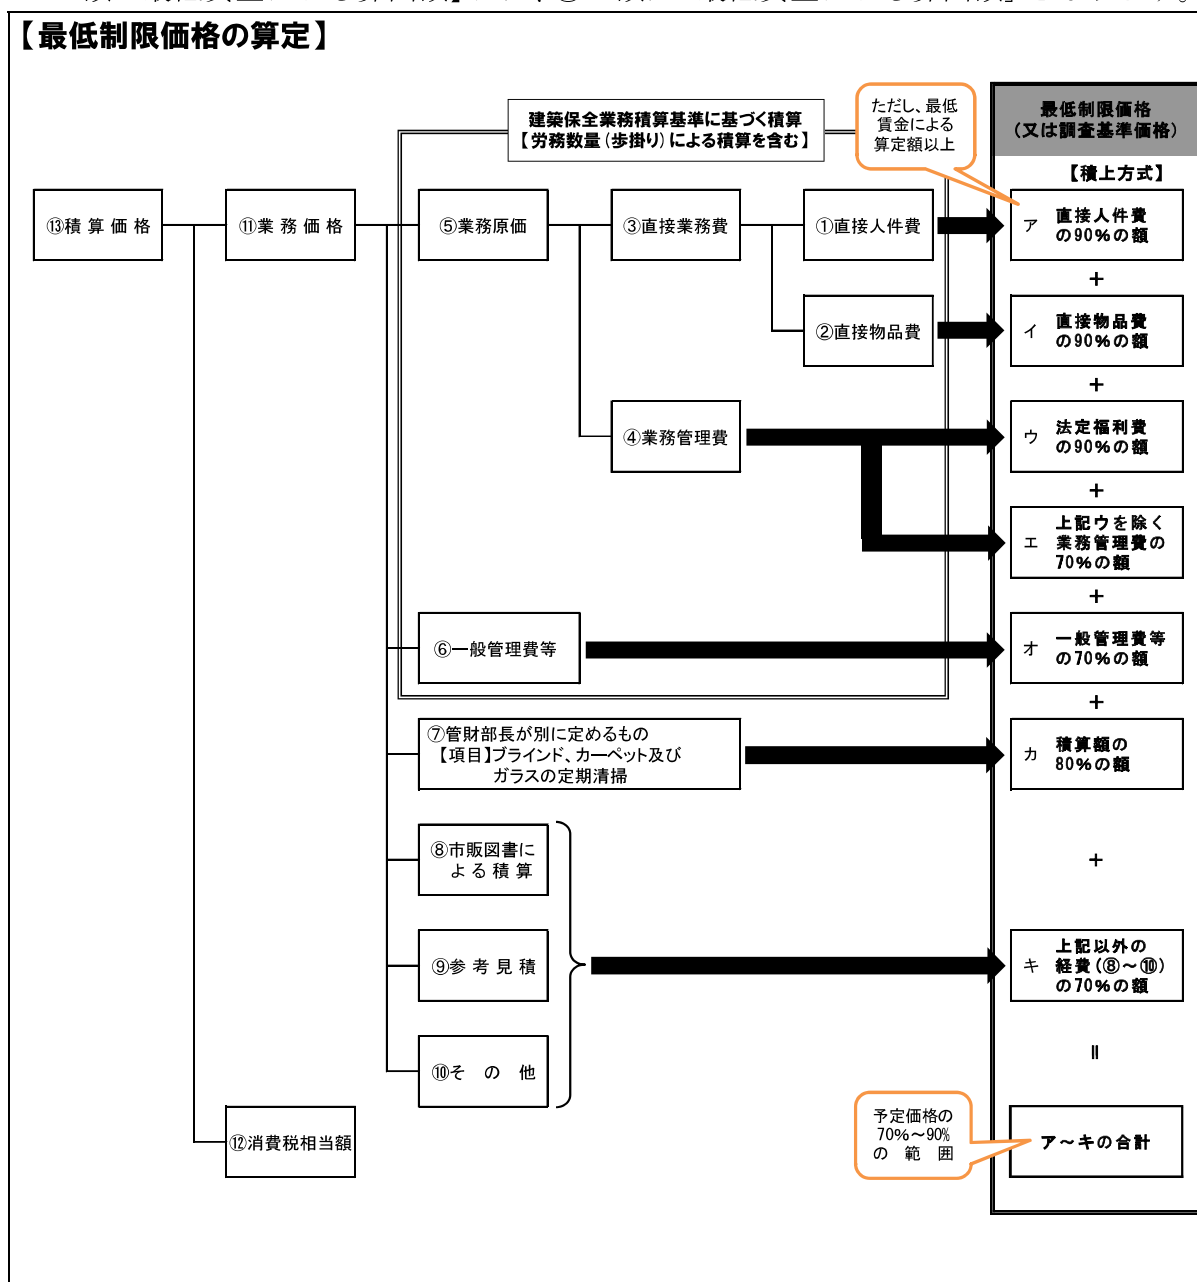 【最低制限価格の算定】
建築保全業務積算基準に基づく積算
【労務数量(歩掛り)による積算を含む】
ただし、最低
賃金による
算定額以上
最低制限価格
(又は調査基準価格)
【積上方式】
⑬積算価格
⑪業務価格
⑤業務原価
③直接業務費
①直接人件費
ア 直接人件費
の90%の額
+
②直接物品費
イ 直接物品費
の90%の額
+
④業務管理費
ウ 法定福利費
の90%の額
+
エ 上記ウを除く
業務管理費の
70%の額
+
⑥一般管理費等
オ 一般管理費等
の70%の額
+
⑦管財部長が別に定めるもの
【項目】ブラインド、カーペット及び
ガラスの定期清掃
カ 積算額の
80%の額
+
⑧市販図書に
よる積算
⑨参考見積
キ 上記以外の
経費(⑧~⑩)
の70%の額
⑩その他
=
⑫消費税相当額
予定価格の
70%~90%
の範囲
ア~キの合計